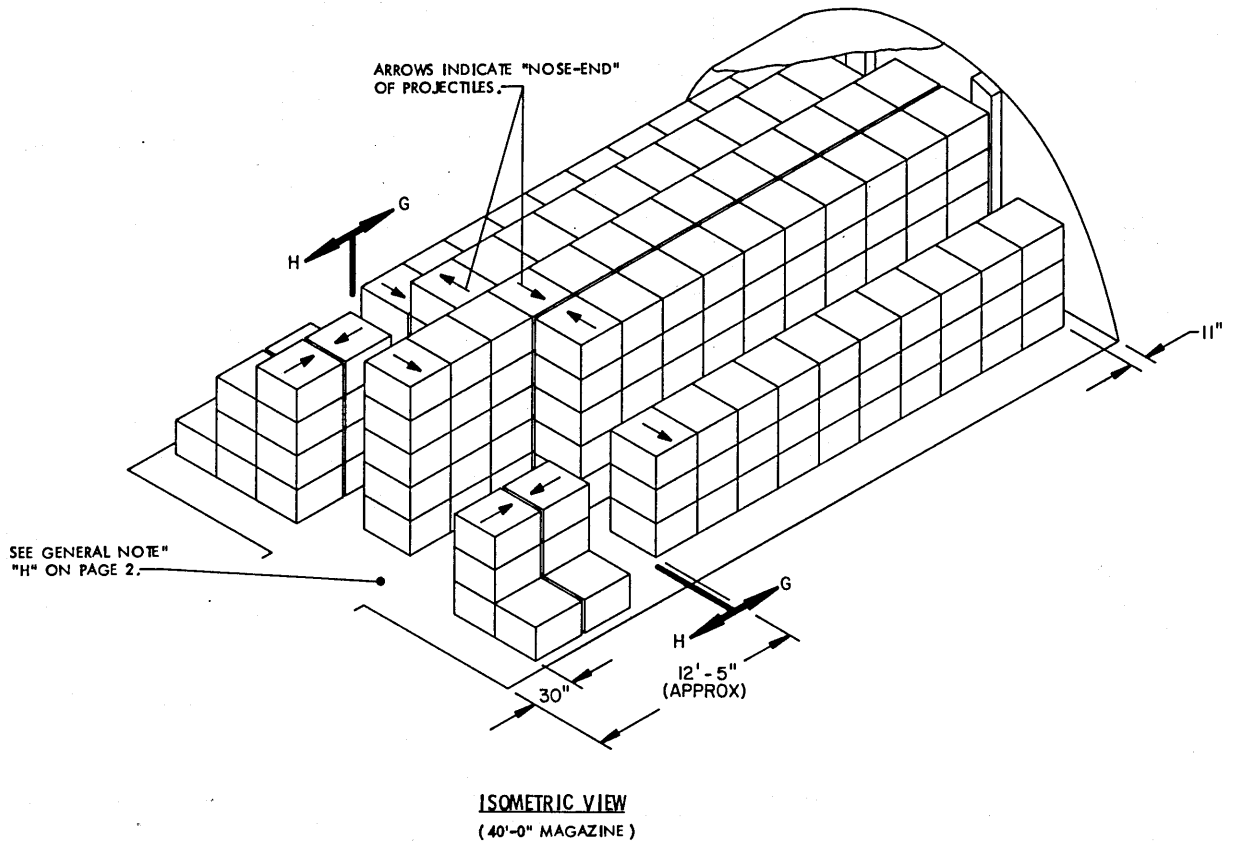 ARROWS INDICATE "NOSE-END"
OF PROJECTILES.
G
H
11"
SEE GENERAL NOTE"
"H" ON PAGE 2.
G
H
12'-5"
(APPROX)
30"
ISOMETRIC VIEW
(40'-0" MAGAZINE)